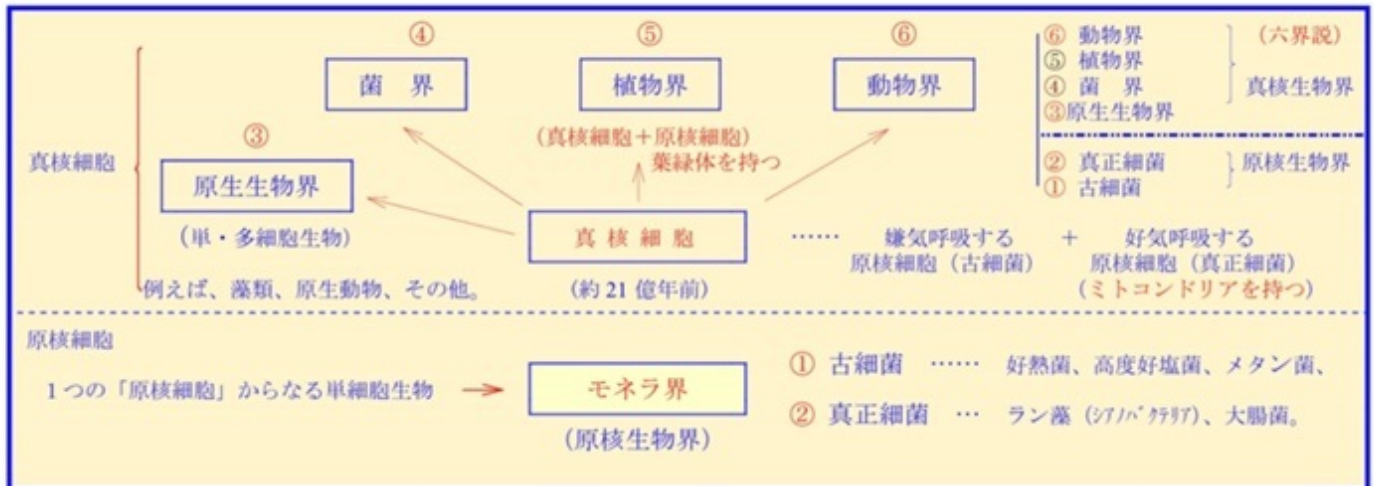 ④
⑤
⑥
菌 界
植物界
動物界
⑥ 動物界
⑤ 植物界
④ 菌 界
③原生生物界
(六界説)
真核生物界
② 真正細菌
① 古細菌
原核生物界
真核細胞
③
原生生物界
(単・多細胞生物)
例えば、藻類、原生動物、その他。
(真核細胞+原核細胞)
葉緑体を持つ
真 核 細 胞
(約 21 億年前)
…… 嫌気呼吸する + 好気呼吸する
原核細胞(古細菌) 原核細胞(真正細菌)
(ミトコンドリアを持つ)
原核細胞
1つの「原核細胞」からなる単細胞生物
モネラ界
(原核生物界)
① 古細菌 …… 好熱菌、高度好塩菌、メタン菌、
② 真正細菌 … ラン藻(ｼｱﾉﾊﾞｸﾃﾘｱ)、大腸菌。